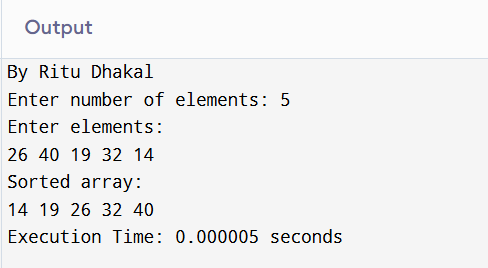 Output
By Ritu Dhakal
Enter number of elements: 5
Enter elements:
26 40 19 32 14
Sorted array:
14 19 26 32 40
Execution Time: 0.000005 seconds